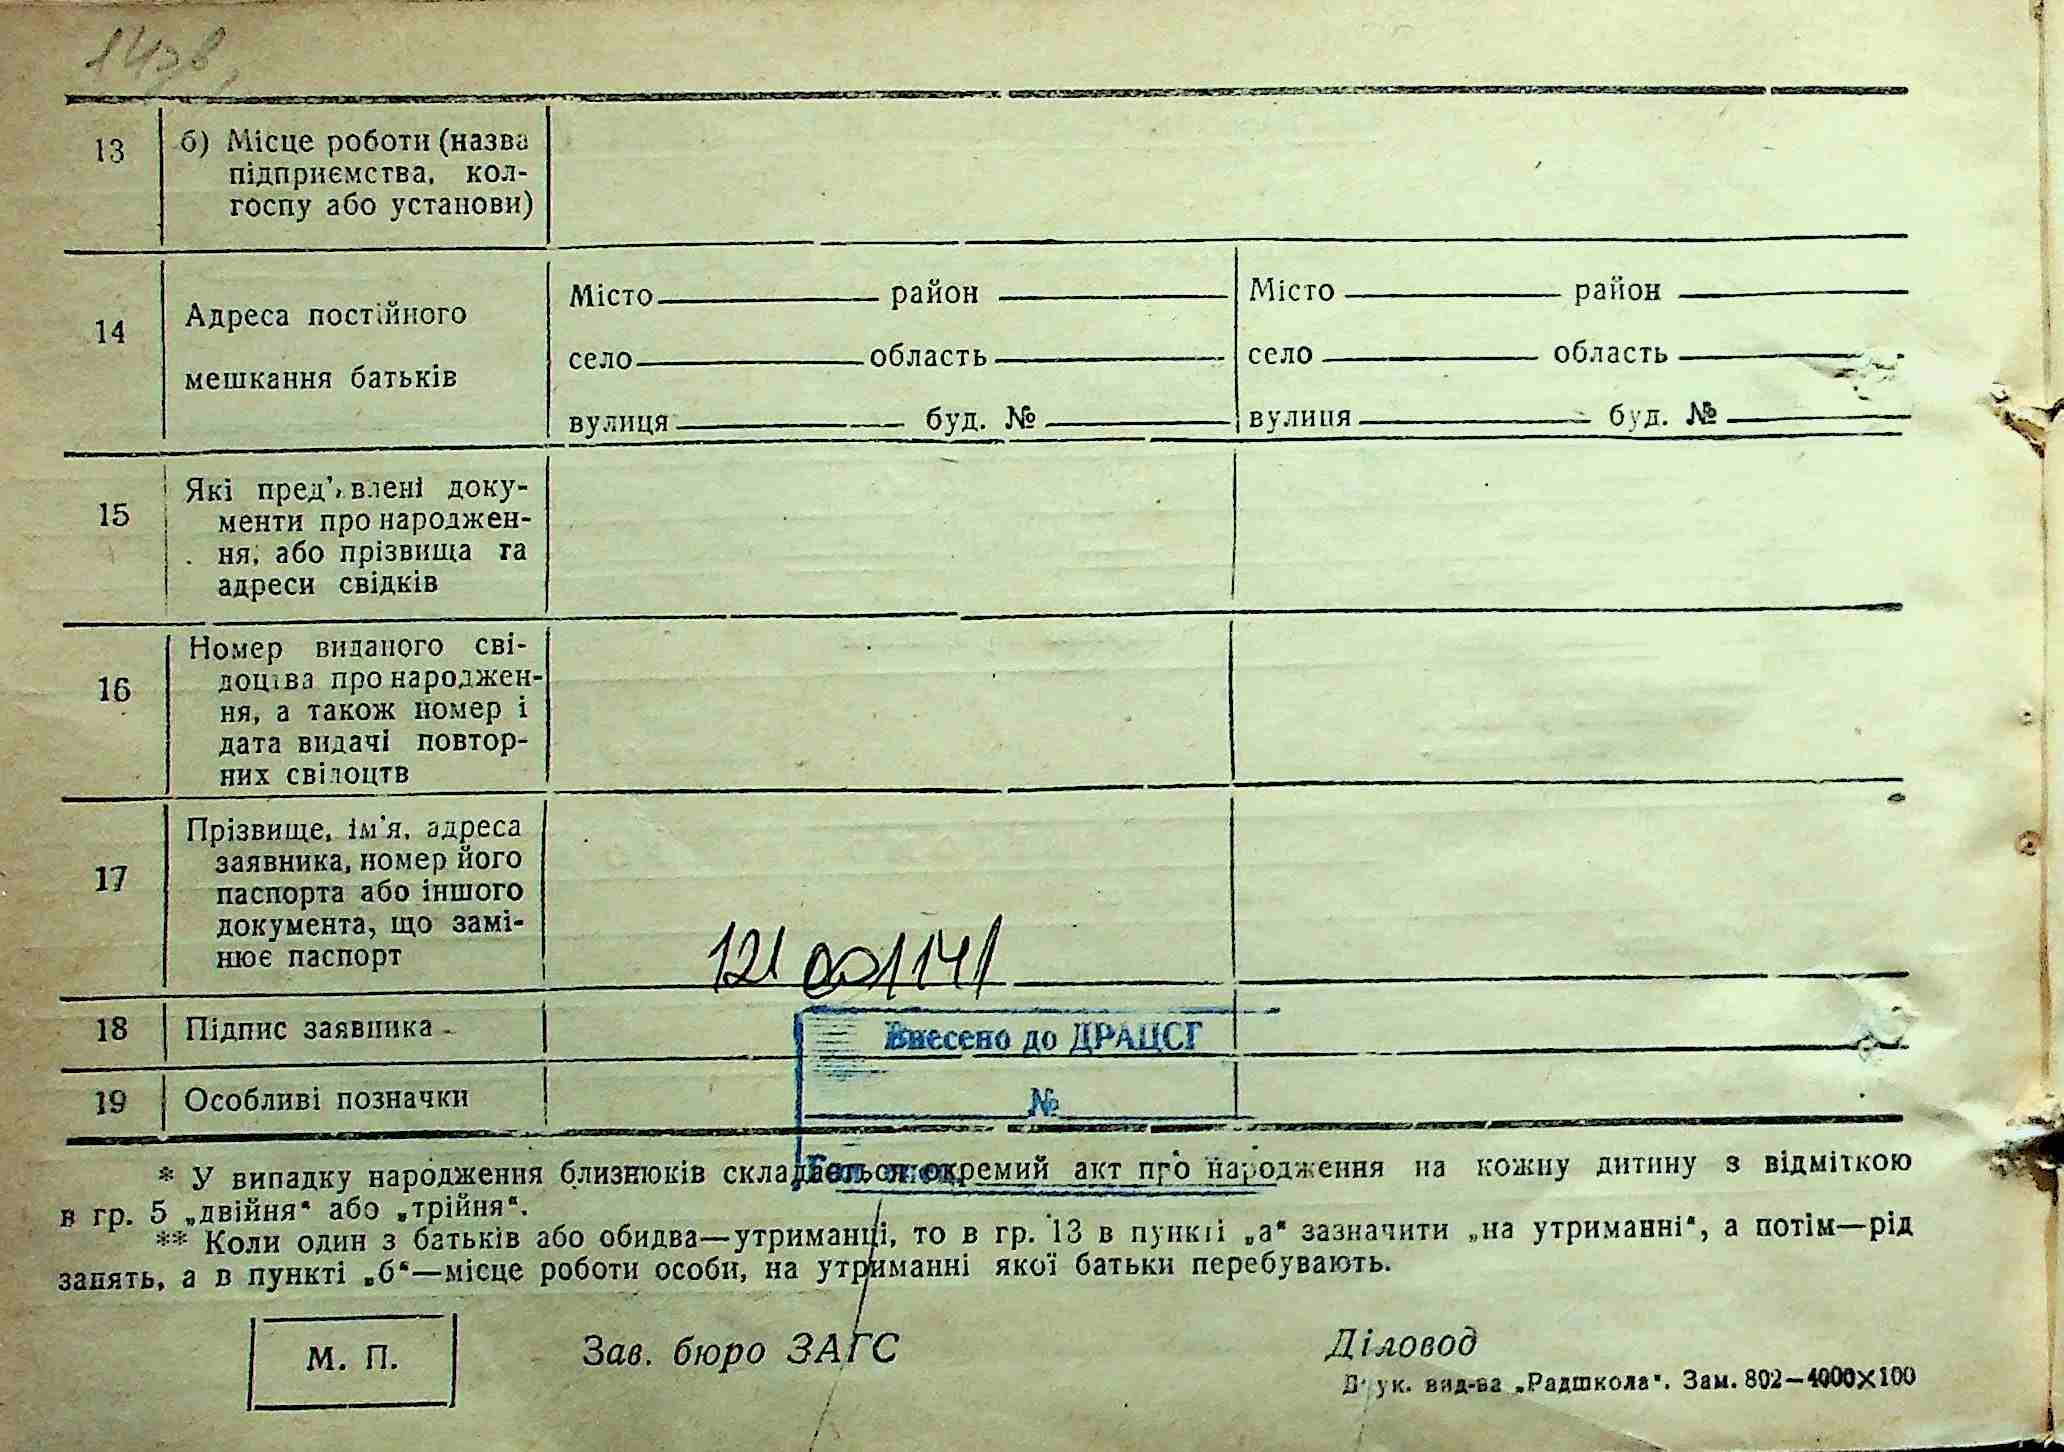 13
б) Місце роботи (назва
підприємства, кол-
госпу або установи)
14
Адреса постійного
мешкання батьків
Місто район
село область
вулиця буд. №
Місто район
село область
вулиця буд. №
15
Які пред'явлені доку-
менти про народжен-
ня, або прізвища та
адреси свідків
16
Номер виданого сві-
доцтва про народжен-
ня, а також номер і
дата видачі повтор-
них свідоцтв
17
Прізвище, ім'я, адреса
заявника, номер його
паспорта або іншого
документа, що замі-
нює паспорт
121 001141
18
Підпис заявника
Внесено до ДРАЦСГ
19
Особливі позначки
№
* У випадку народження близнюків складається окремий акт про народження на кожну дитину з відміткою
в гр. 5 „двійня“ або „трійня“.
** Коли один з батьків або обидва—утриманці, то в гр. 13 в пункті „а“ зазначити „на утриманні“, а потім—рід
занять, а в пункті „б“—місце роботи особи, на утриманні якої батьки перебувають.
М. П.
Зав. бюро ЗАГС
Діловод
Друк. вид-ва „Радшкола“. Зам. 802—4000×100